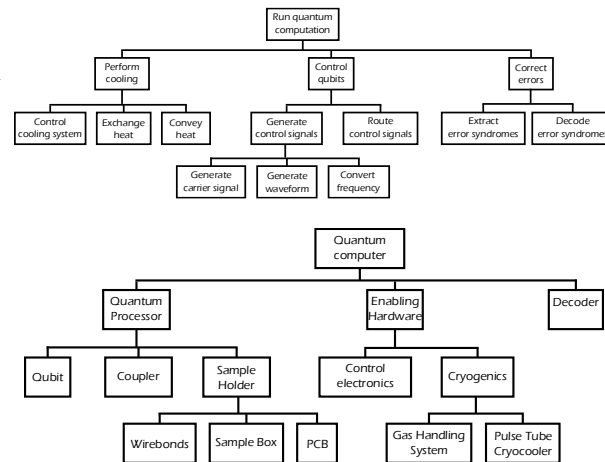 Run quantum
computation
Perform
cooling
Control
qubits
Correct
errors
Control
cooling system
Exchange
heat
Convey
heat
Generate
control signals
Route
control signals
Extract
error syndromes
Decode
error syndromes
Generate
carrier signal
Generate
waveform
Convert
frequency
Quantum
computer
Quantum
Processor
Enabling
Hardware
Decoder
Qubit
Coupler
Sample
Holder
Control
electronics
Cryogenics
Wirebonds
Sample Box
PCB
Gas Handling
System
Pulse Tube
Cryocooler